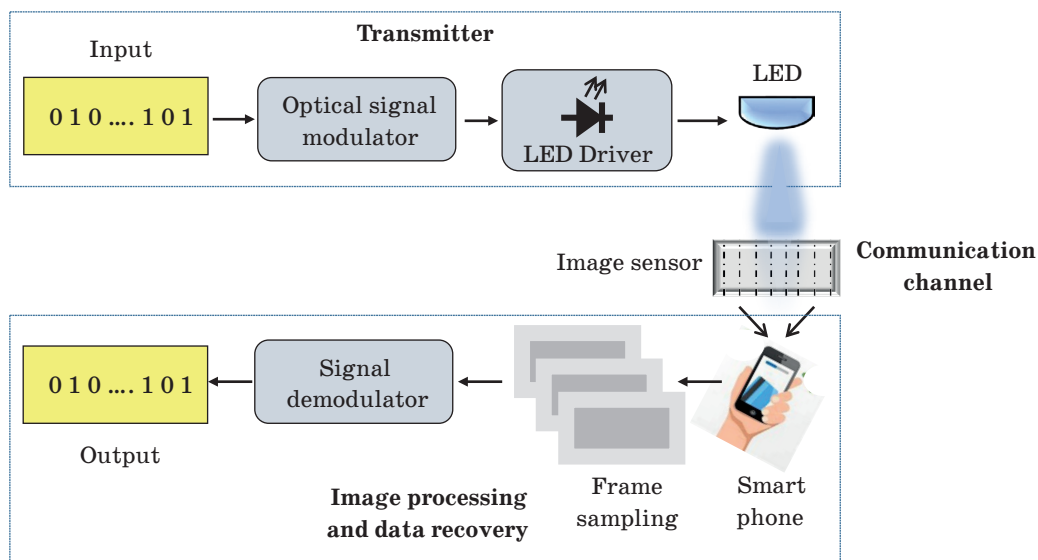 Transmitter
Input
0 1 0 .... 1 0 1
Optical signal
modulator
LED Driver
LED
Image sensor
Communication
channel
0 1 0 .... 1 0 1
Output
Signal
demodulator
Image processing
and data recovery
Frame
sampling
Smart
phone